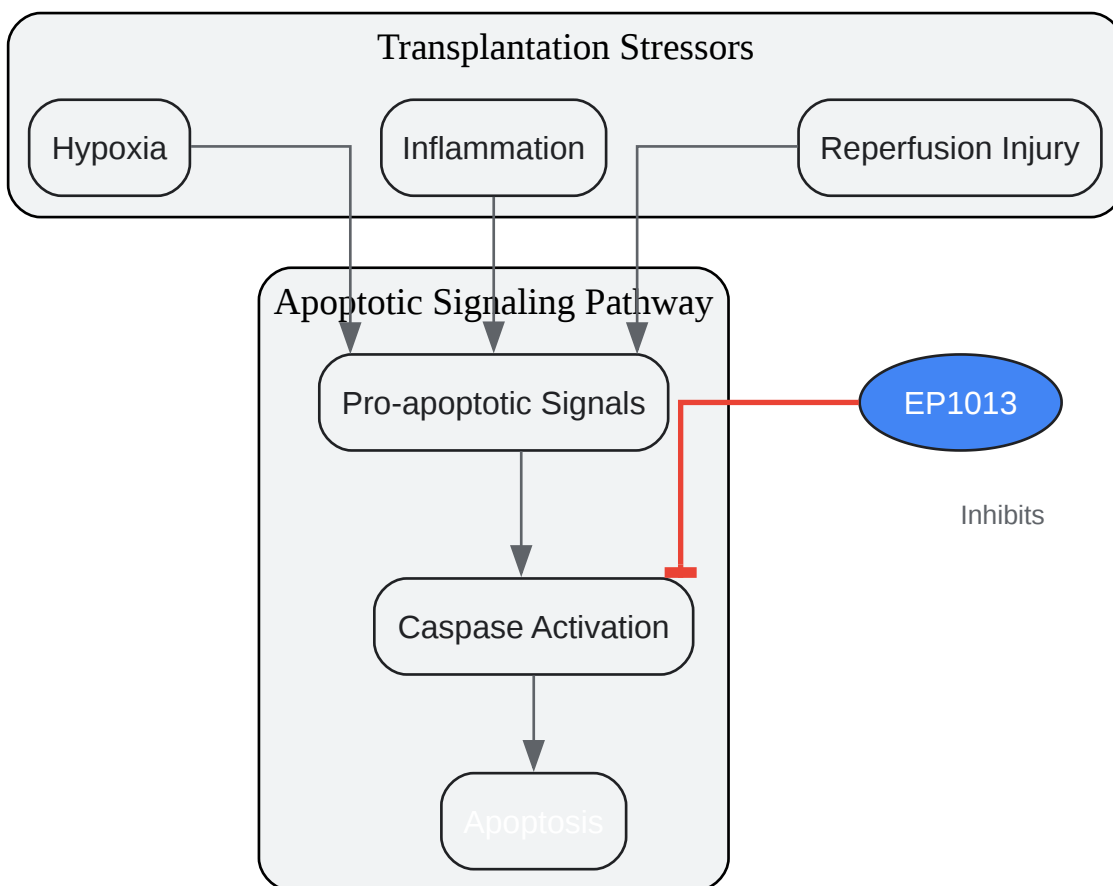 Transplantation Stressors
Hypoxia
Inflammation
Reperfusion Injury
Apoptotic Signaling Pathway
Pro-apoptotic Signals
EP1013
Inhibits
Caspase Activation
Apoptosis